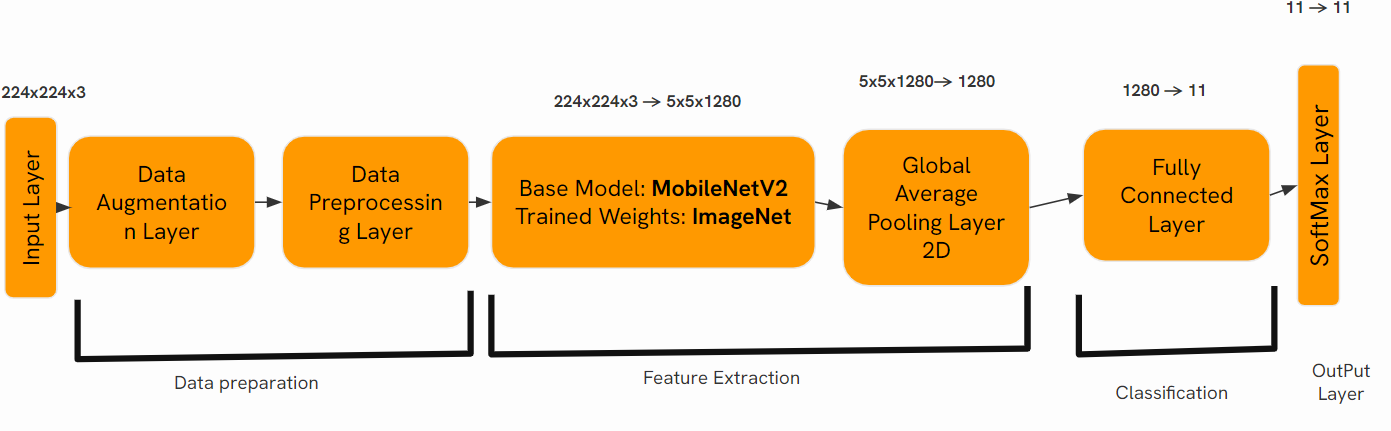 11 → 11
224x224x3
224x224x3 → 5x5x1280
5x5x1280→ 1280
1280 → 11
Input Layer
Data
Augmentatio
n Layer
Data
Preprocessin
g Layer
Base Model: MobileNetV2
Trained Weights: ImageNet
Global
Average
Pooling Layer
2D
Fully
Connected
Layer
SoftMax Layer
Data preparation
Feature Extraction
Classification
OutPut
Layer